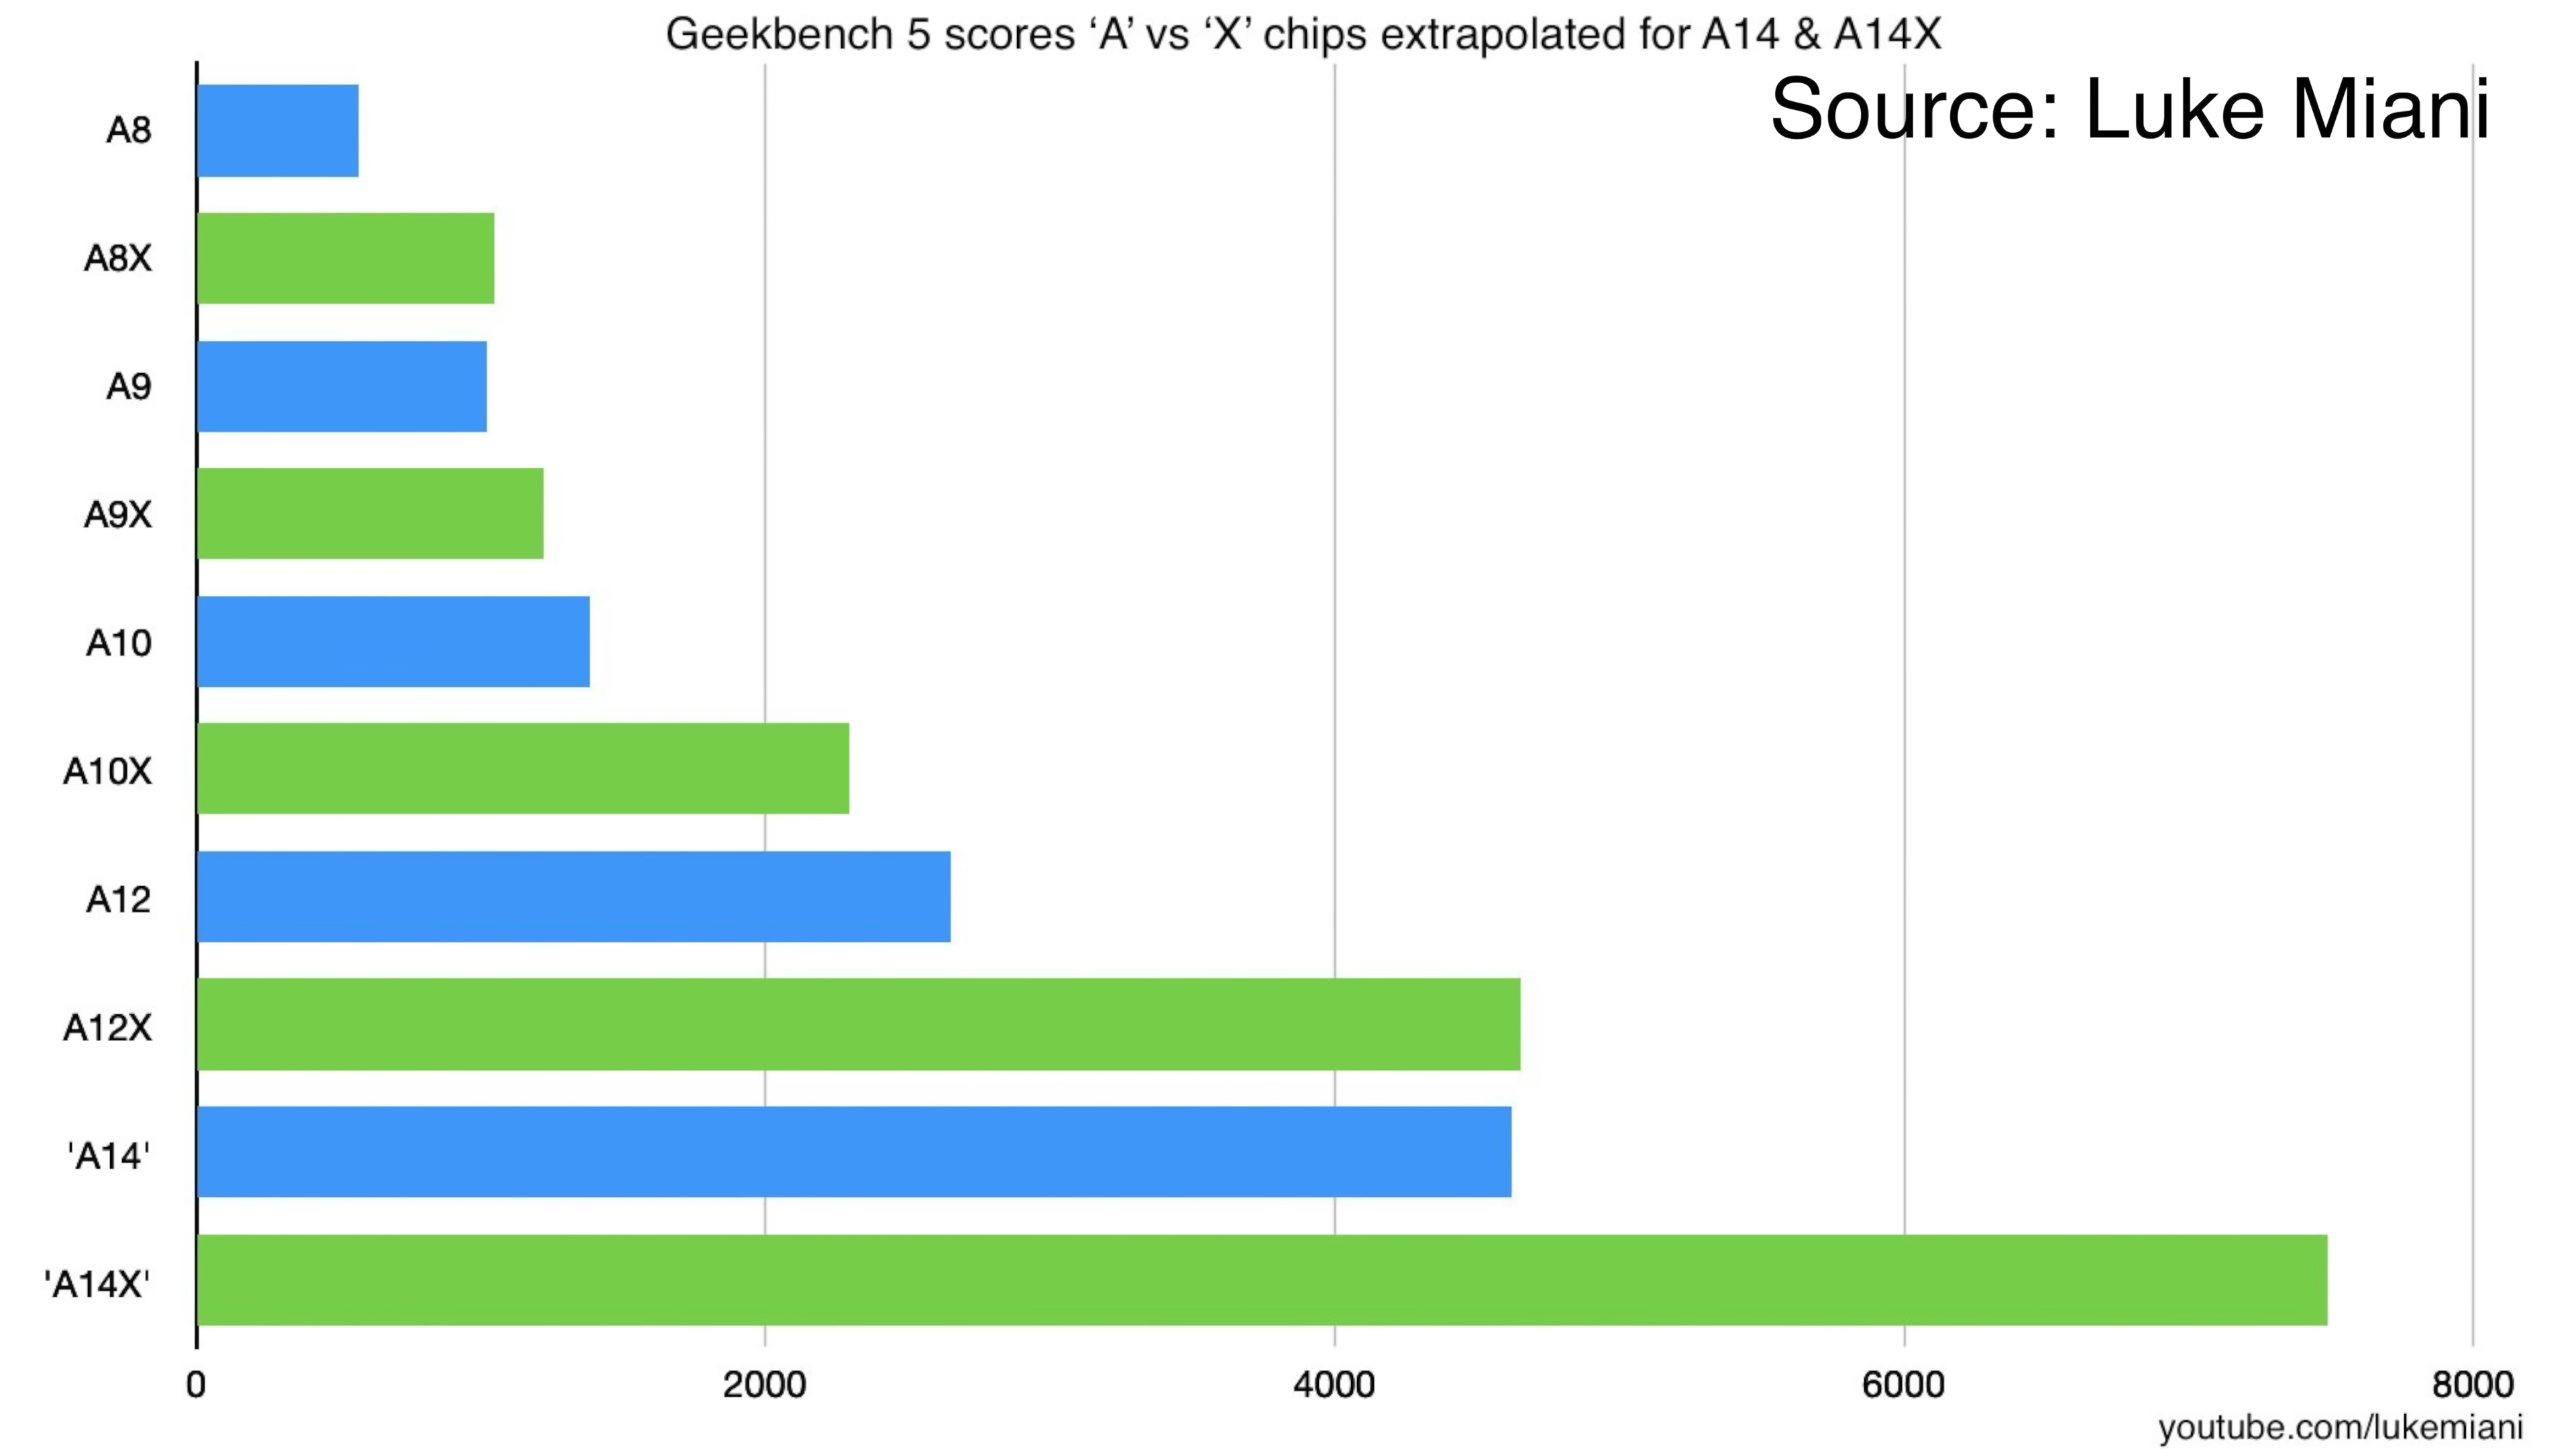 Geekbench 5 scores ‘A’ vs ‘X’ chips extrapolated for A14 & A14X
Source: Luke Miani
A8
A8X
A9
A9X
A10
A10X
A12
A12X
'A14'
'A14X'
0 2000 4000 6000 8000
youtube.com/lukemiani